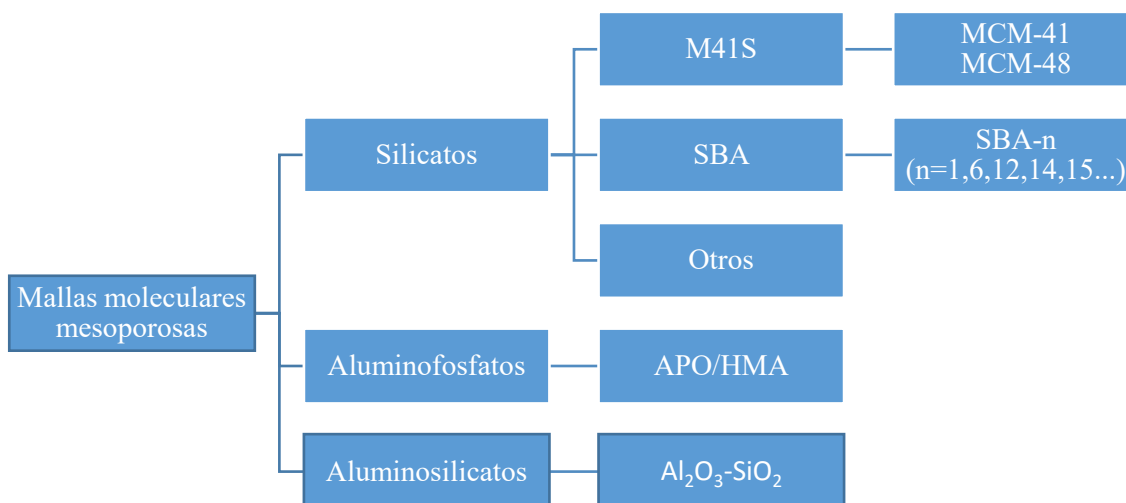 Mallas moleculares
mesoporosas
Silicatos
M41S
MCM-41
MCM-48
SBA
SBA-n
(n=1,6,12,14,15...)
Otros
Aluminofosfatos
APO/HMA
Aluminosilicatos
Al₂O₃-SiO₂